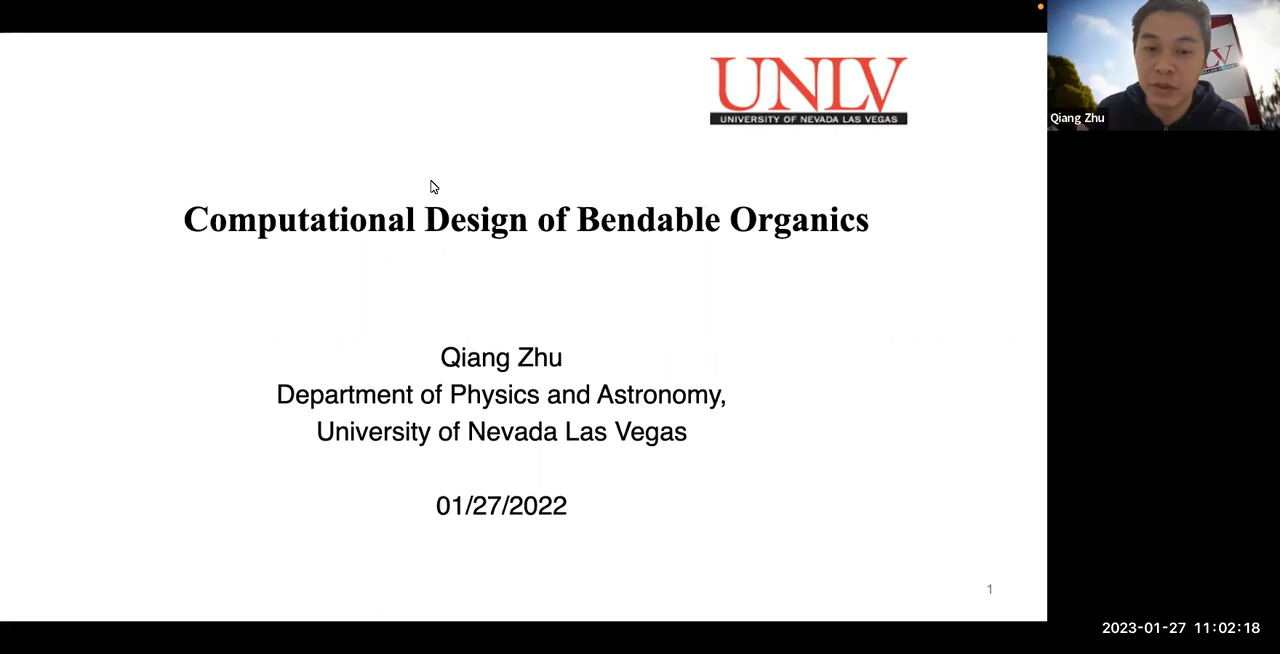 UNLV
UNIVERSITY OF NEVADA LAS VEGAS
Qiang Zhu
Computational Design of Bendable Organics
Qiang Zhu
Department of Physics and Astronomy,
University of Nevada Las Vegas
01/27/2022
1
2023-01-27 11:02:18